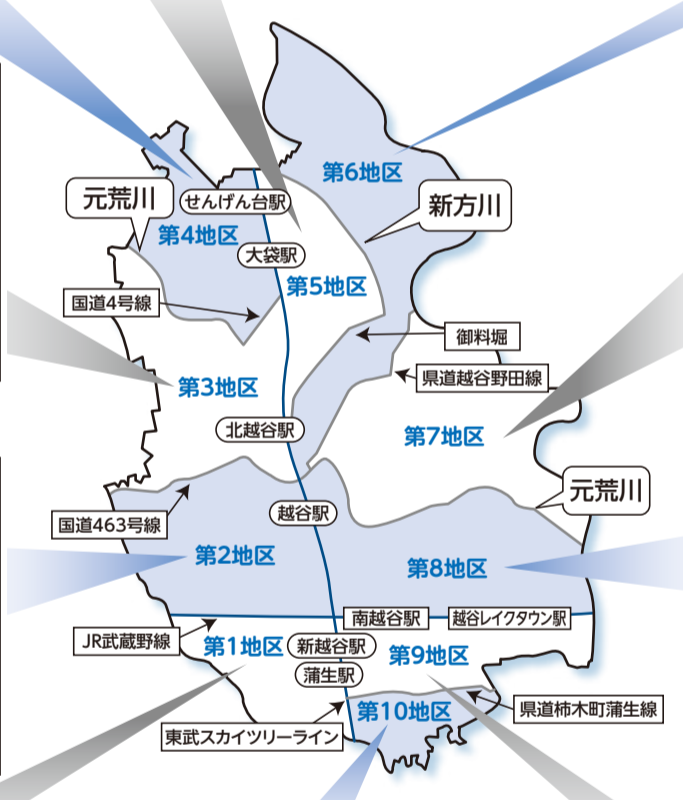 第6地区
元荒川
せんげん台駅
新方川
第4地区
大袋駅
第5地区
国道4号線
御料堀
県道越谷野田線
第3地区
北越谷駅
第7地区
元荒川
越谷駅
国道463号線
第2地区
第8地区
南越谷駅
越谷レイクタウン駅
JR武蔵野線
第1地区
新越谷駅
第9地区
蒲生駅
第10地区
県道柿木町蒲生線
東武スカイツリーライン